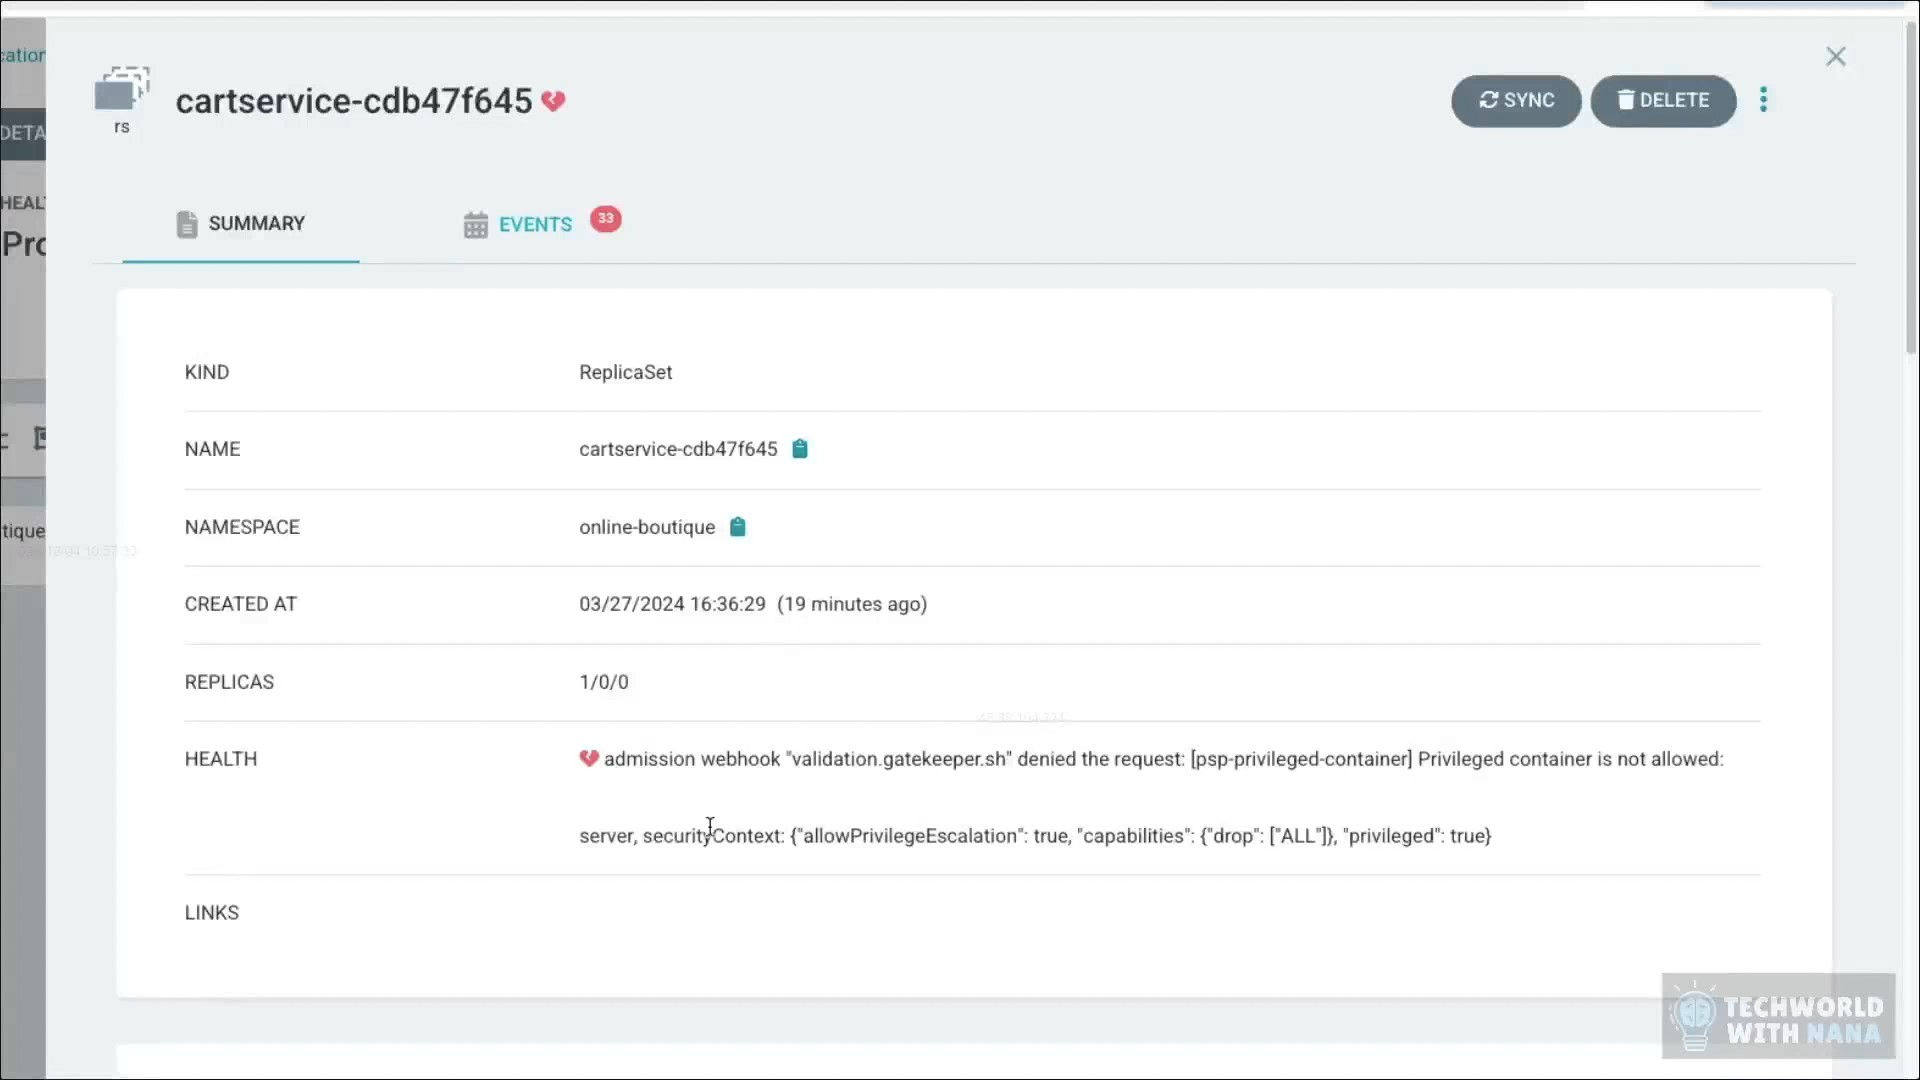 cation
cartservice-cdb47f645
SYNC
DELETE
rs
DETA
SUMMARY
EVENTS
33
HEAL
Pro
KIND
ReplicaSet
NAME
cartservice-cdb47f645
NAMESPACE
online-boutique
tique
CREATED AT
03/27/2024 16:36:29 (19 minutes ago)
REPLICAS
1/0/0
HEALTH
admission webhook "validation.gatekeeper.sh" denied the request: [psp-privileged-container] Privileged container is not allowed:
server, securityContext: {"allowPrivilegeEscalation": true, "capabilities": {"drop": ["ALL"]}, "privileged": true}
LINKS
TECHWORLD
WITH NANA